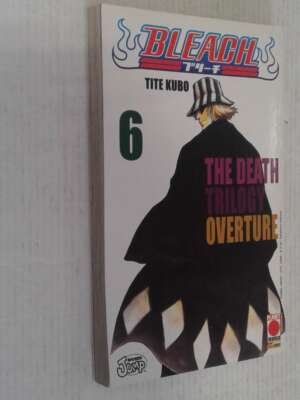 BLEACH
ブリーチ
TITE KUBO
6
THE DEATH
TRILOGY
OVERTURE
JUMP